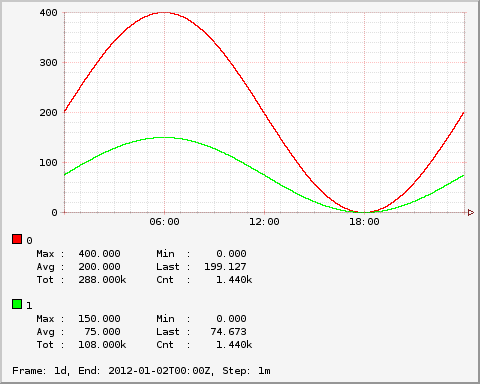 400
300
200
100
0
06:00 12:00 18:00
0
Max : 400.000 Min : 0.000
Avg : 200.000 Last : 199.127
Tot : 288.000k Cnt : 1.440k
1
Max : 150.000 Min : 0.000
Avg : 75.000 Last : 74.673
Tot : 108.000k Cnt : 1.440k
Frame: 1d, End: 2012-01-02T00:00Z, Step: 1m